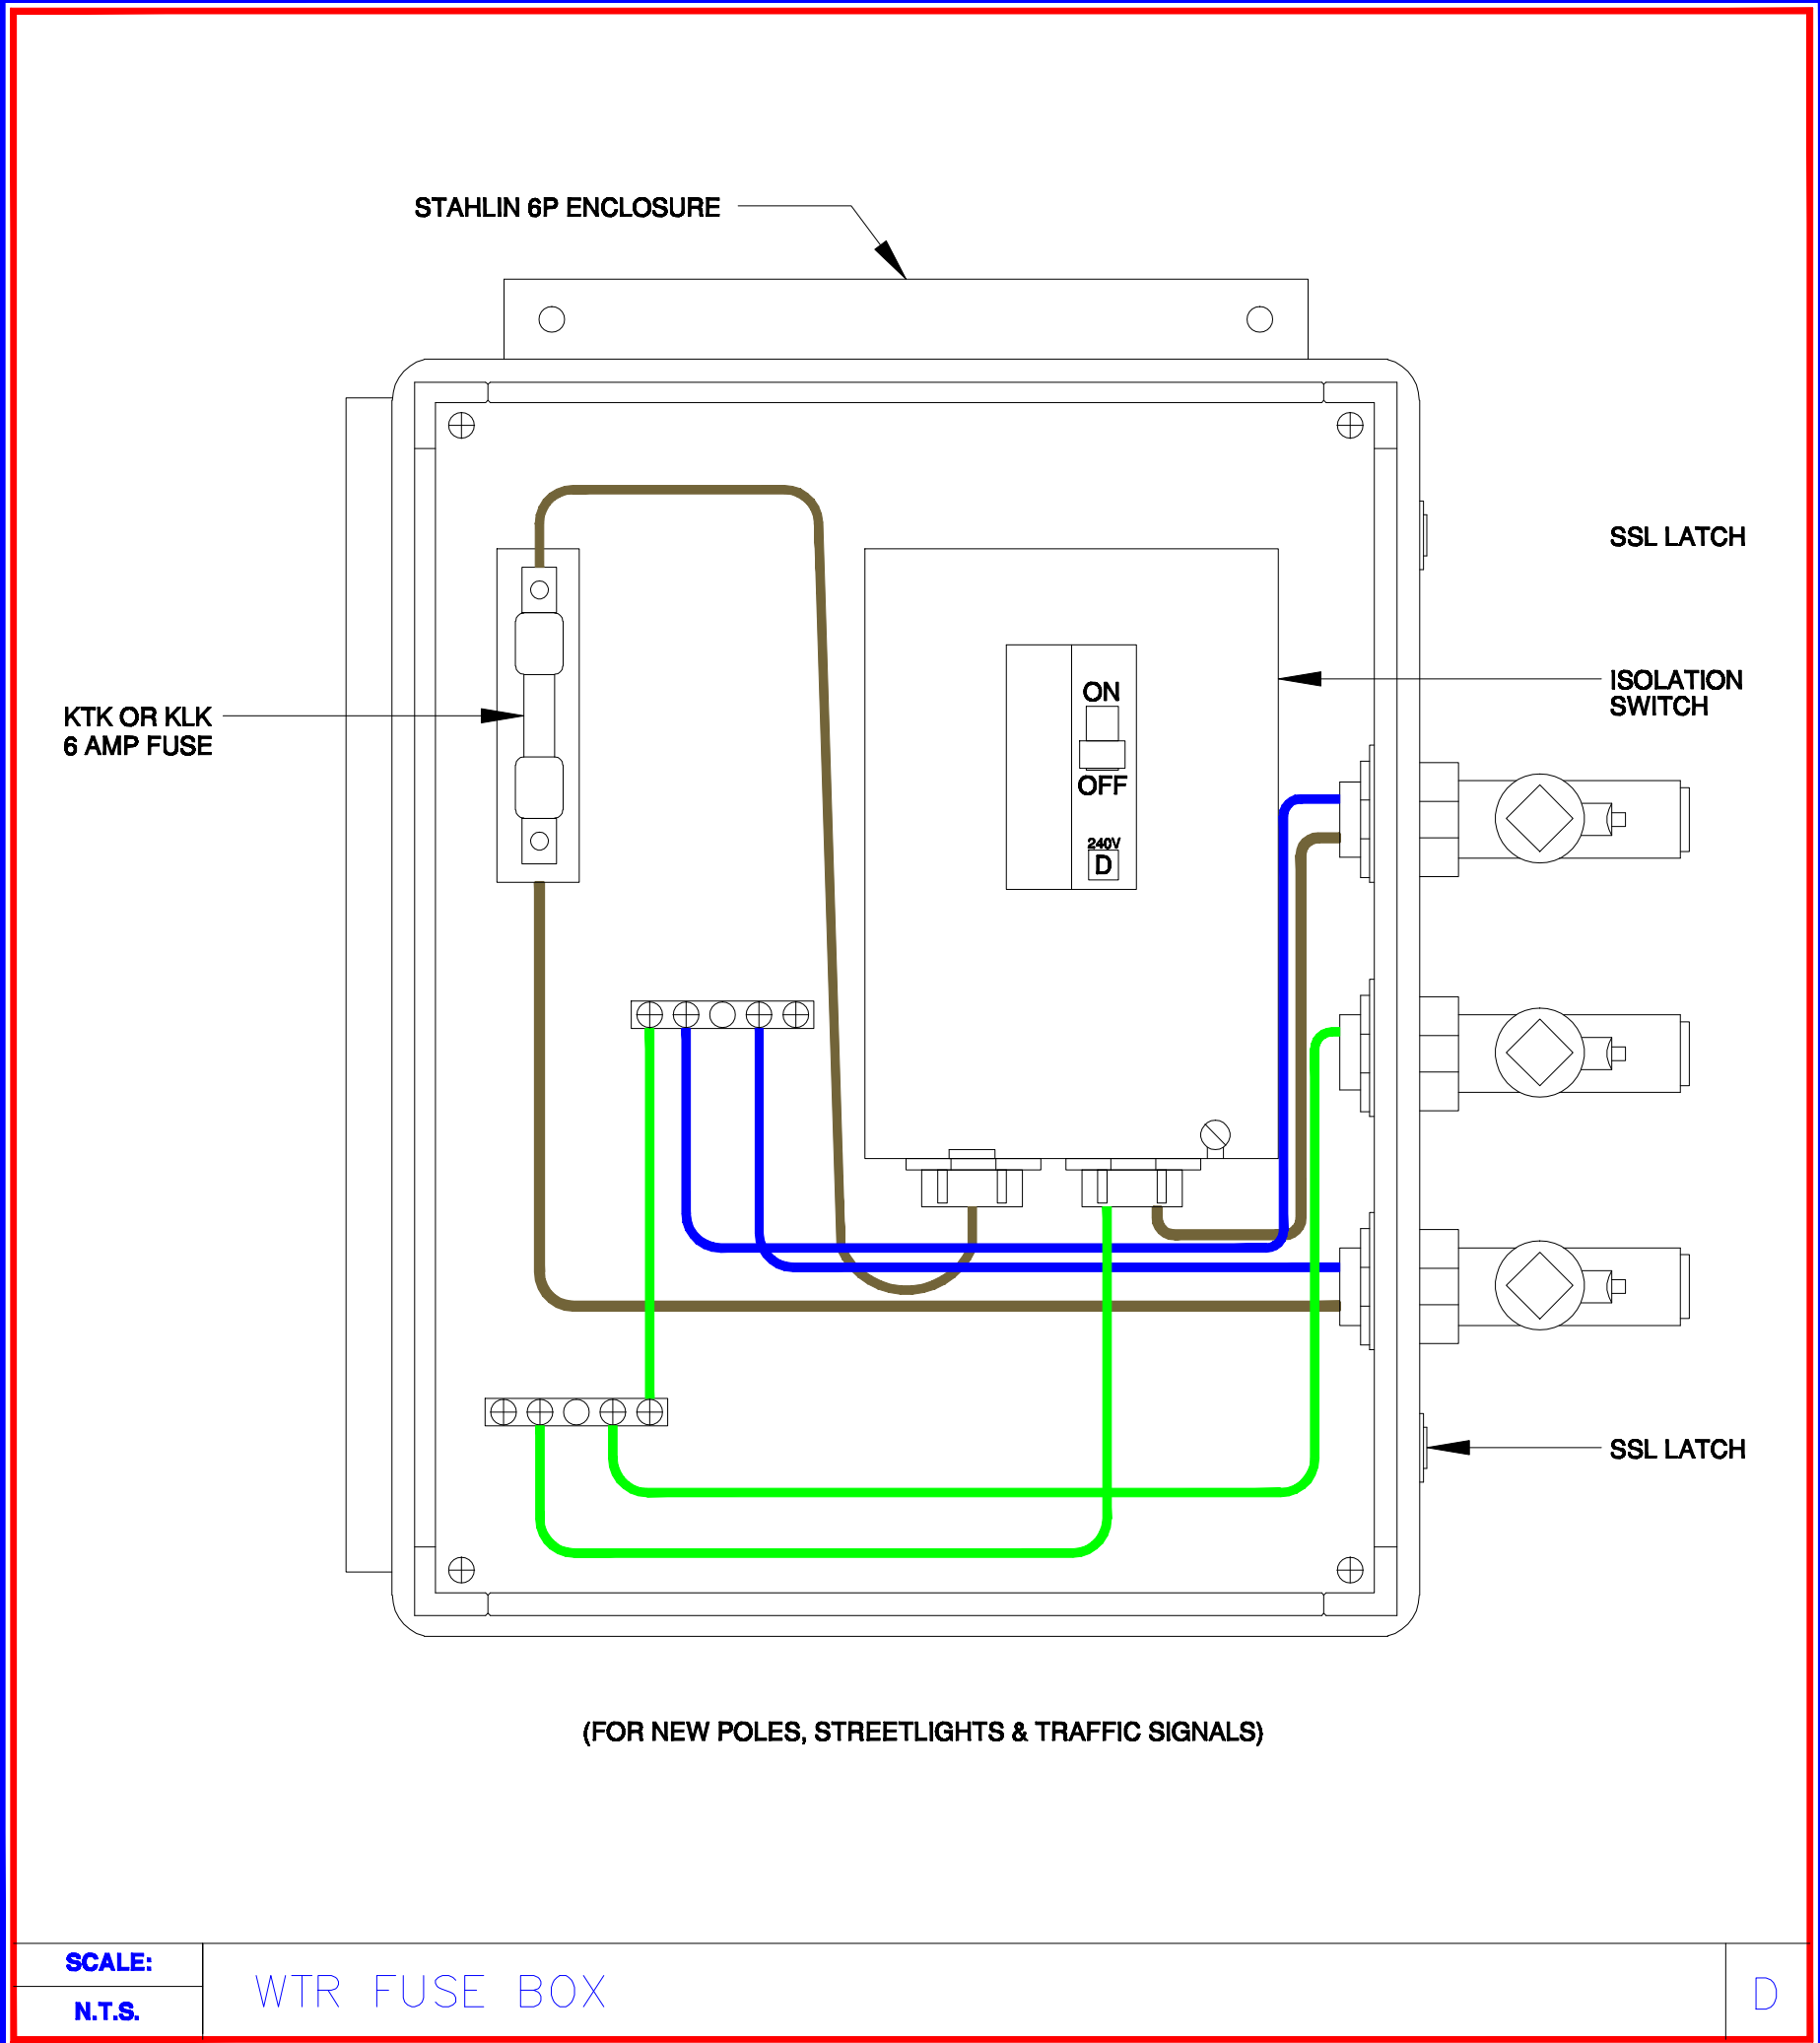 STAHLIN 6P ENCLOSURE
SSL LATCH
ISOLATION
SWITCH
KTK OR KLK
6 AMP FUSE
ON
OFF
240V
D
SSL LATCH
(FOR NEW POLES, STREETLIGHTS & TRAFFIC SIGNALS)
SCALE:
N.T.S.
WTR FUSE BOX
D